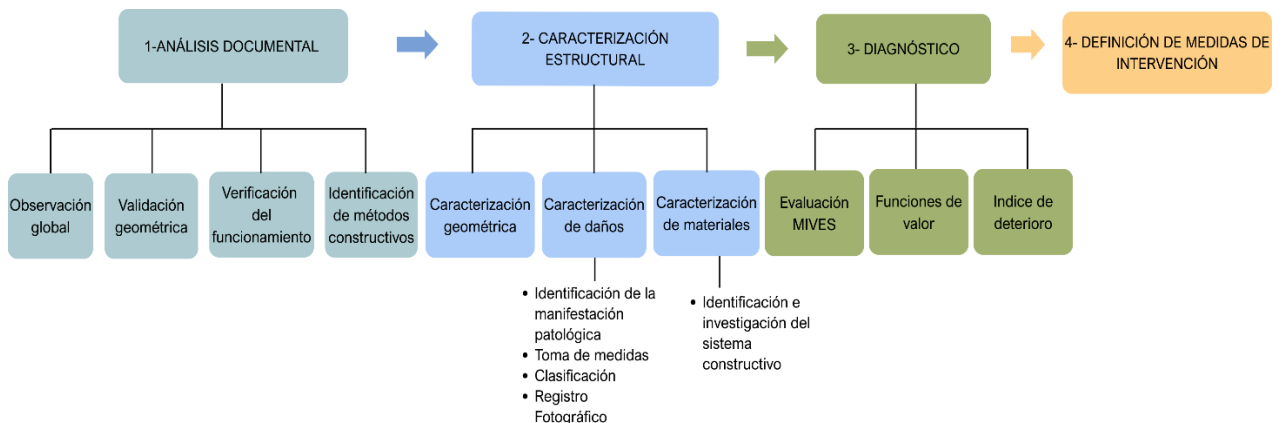 1-ANÁLISIS DOCUMENTAL
2- CARACTERIZACIÓN
ESTRUCTURAL
3- DIAGNÓSTICO
4- DEFINICIÓN DE MEDIDAS DE
INTERVENCIÓN
Observación
global
Validación
geométrica
Verificación
del
funcionamiento
Identificación
de métodos
constructivos
Caracterización
geométrica
Caracterización
de daños
Caracterización
de materiales
Evaluación
MIVES
Funciones de
valor
Indice de
deterioro
• Identificación de la
manifestación
patológica
• Toma de medidas
• Clasificación
• Registro
Fotográfico
• Identificación e
investigación del
sistema
constructivo